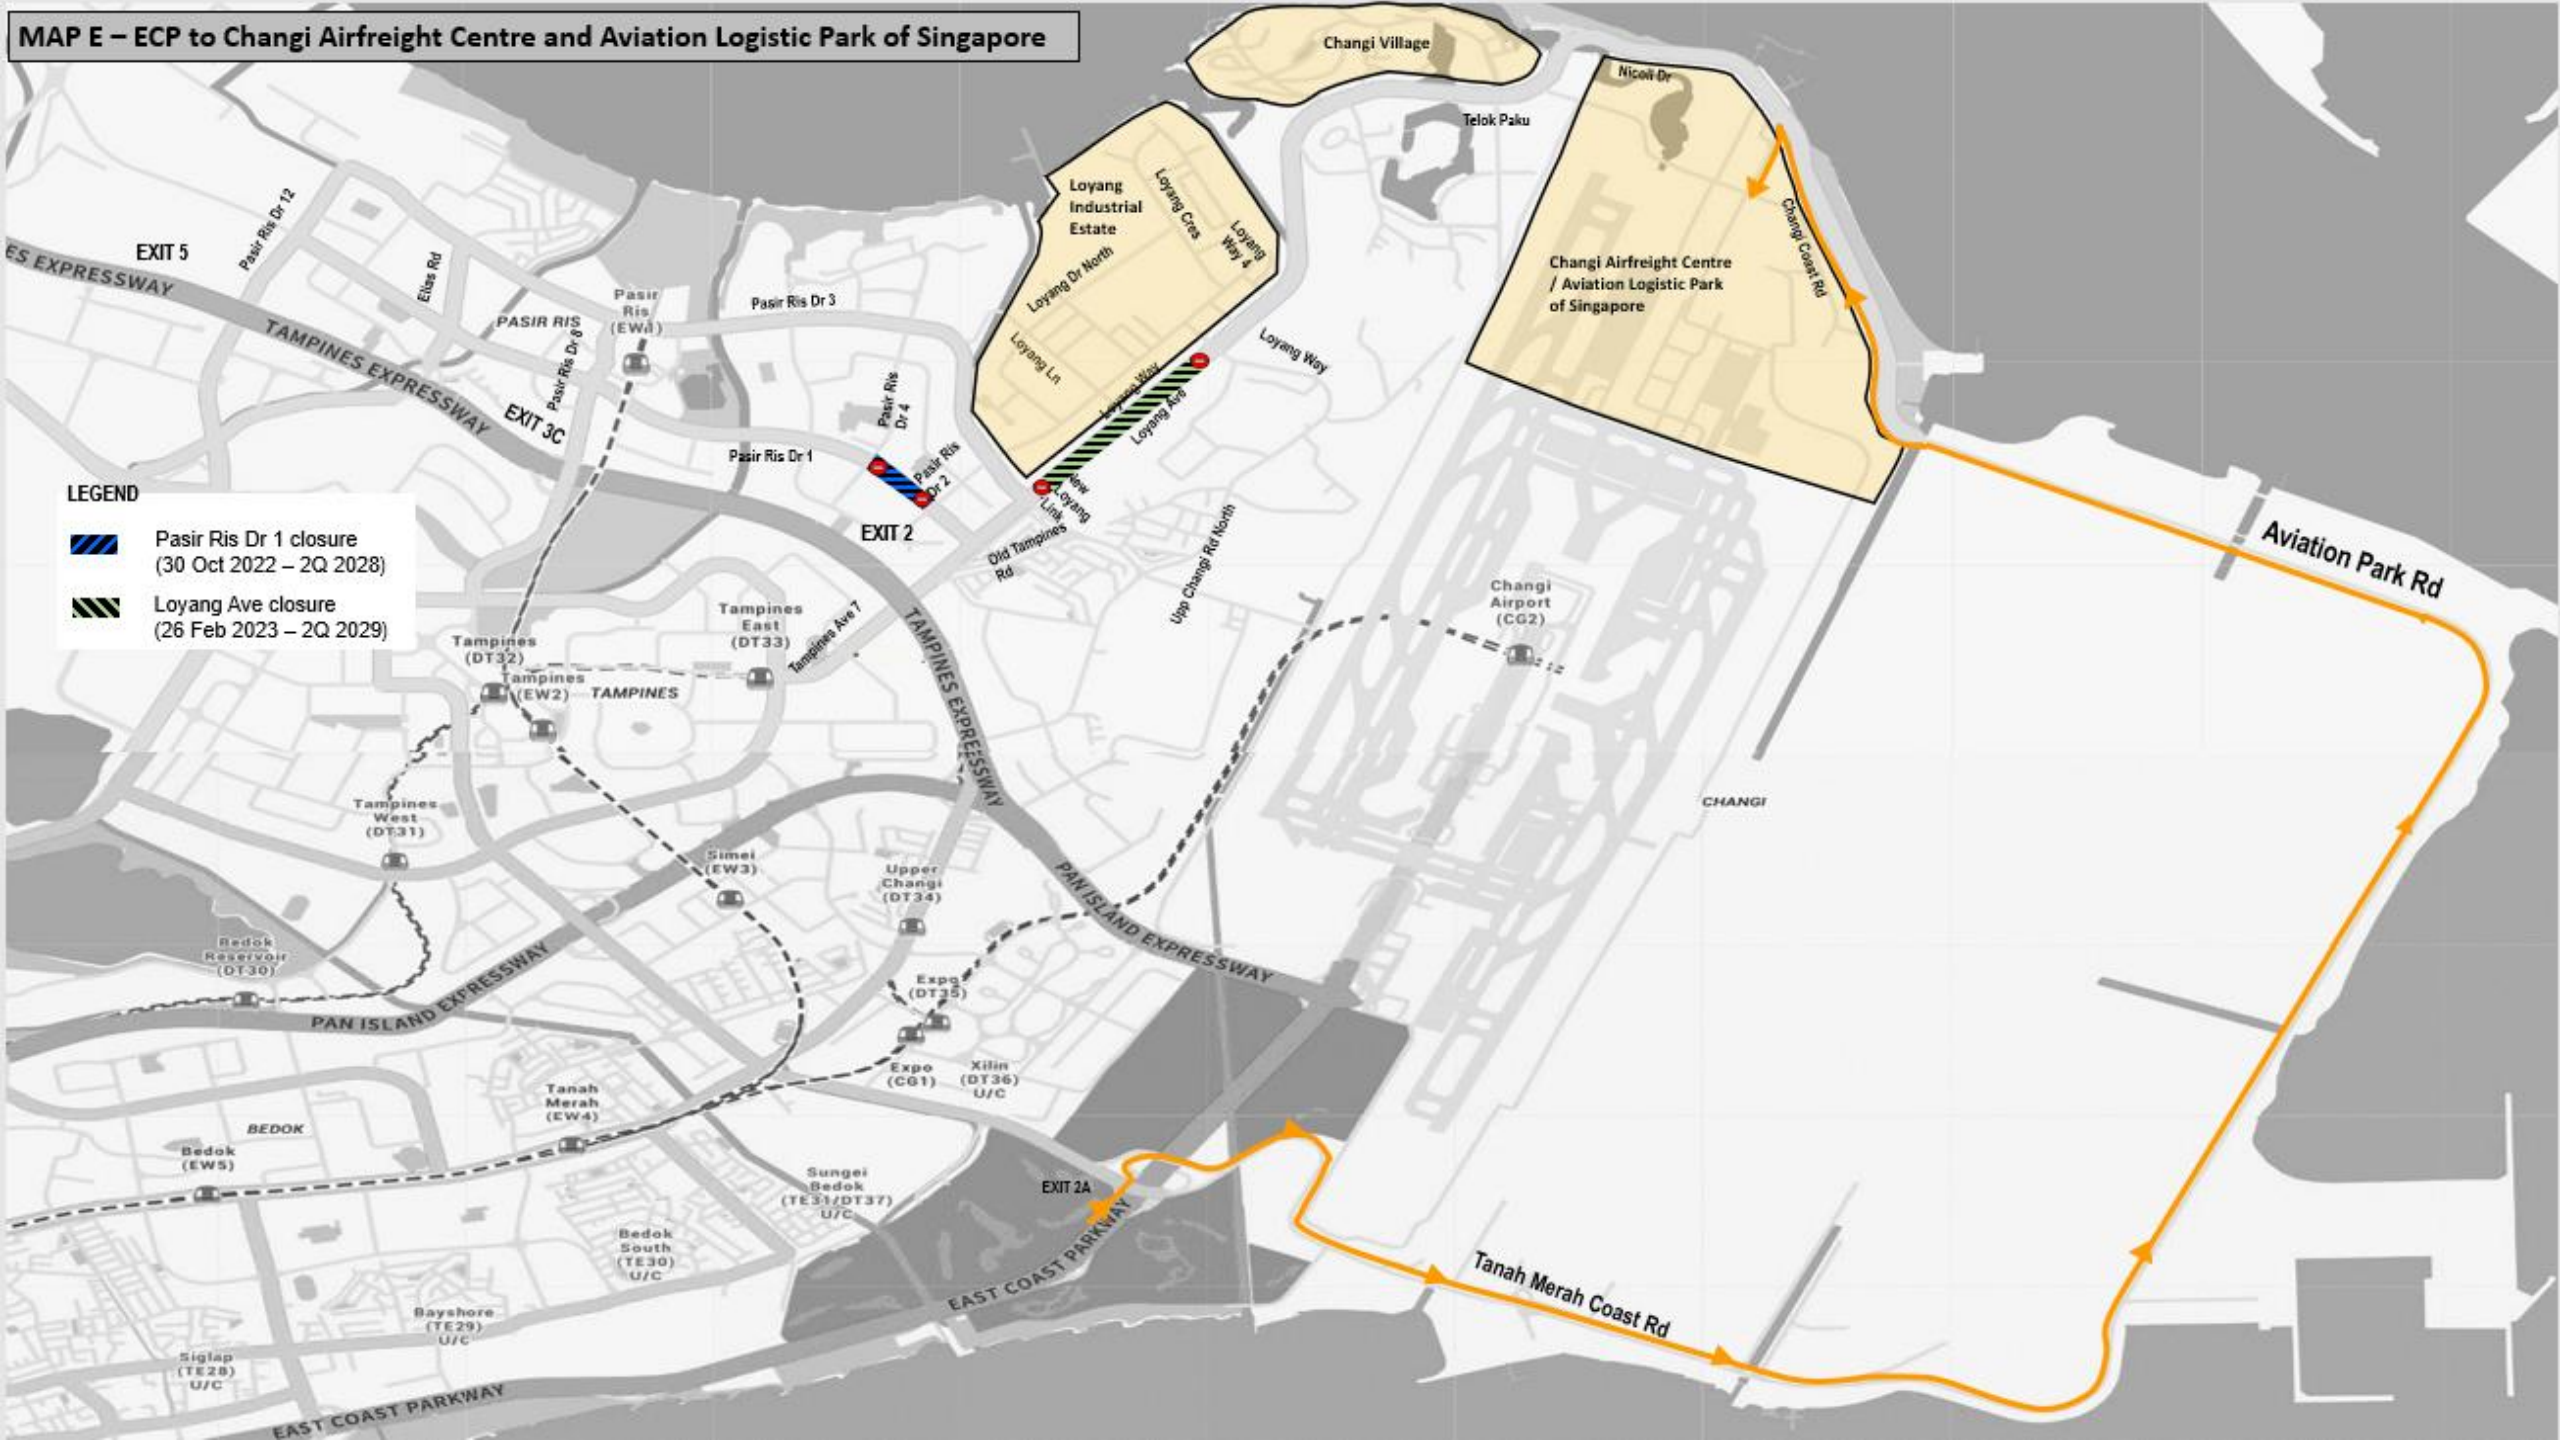 MAP E – ECP to Changi Airfreight Centre and Aviation Logistic Park of Singapore
Changi Village
Nicoll Dr
Telok Paku
Loyang
Industrial
Estate
Loyang Cres
Loyang
Way 4
Loyang Dr North
Loyang Ln
Loyang Way
Loyang Ave
Loyang Way
Changi Coast Rd
Changi Airfreight Centre
/ Aviation Logistic Park
of Singapore
Pasir Ris Dr 12
EXIT 5
ES EXPRESSWAY
Elias Rd
PASIR RIS
Pasir
Ris
(EW1)
Pasir Ris Dr 3
TAMPINES EXPRESSWAY
Pasir Ris Dr 8
EXIT 3C
Pasir Ris
Dr 4
Pasir Ris Dr 1
Pasir Ris
Dr 2
EXIT 2
New
Loyang
Link
Old Tampines
Rd
Upp Changi Rd North
LEGEND
Pasir Ris Dr 1 closure
(30 Oct 2022 – 2Q 2028)
Loyang Ave closure
(26 Feb 2023 – 2Q 2029)
Aviation Park Rd
Changi
Airport
(CG2)
Tampines
East
(DT33)
Tampines Ave 7
TAMPINES EXPRESSWAY
Tampines
(DT32)
Tampines
(EW2)
TAMPINES
CHANGI
Tampines
West
(DT31)
Simei
(EW3)
Upper
Changi
(DT34)
PAN ISLAND EXPRESSWAY
Bedok
Reservoir
(DT30)
PAN ISLAND EXPRESSWAY
Expo
(DT35)
Expo
(CG1)
Xilin
(DT36)
U/C
Tanah
Merah
(EW4)
BEDOK
Bedok
(EW5)
Sungei
Bedok
(TE31/DT37)
U/C
EXIT 2A
EAST COAST PARKWAY
Bedok
South
(TE30)
U/C
Tanah Merah Coast Rd
Bayshore
(TE29)
U/C
Siglap
(TE28)
U/C
EAST COAST PARKWAY